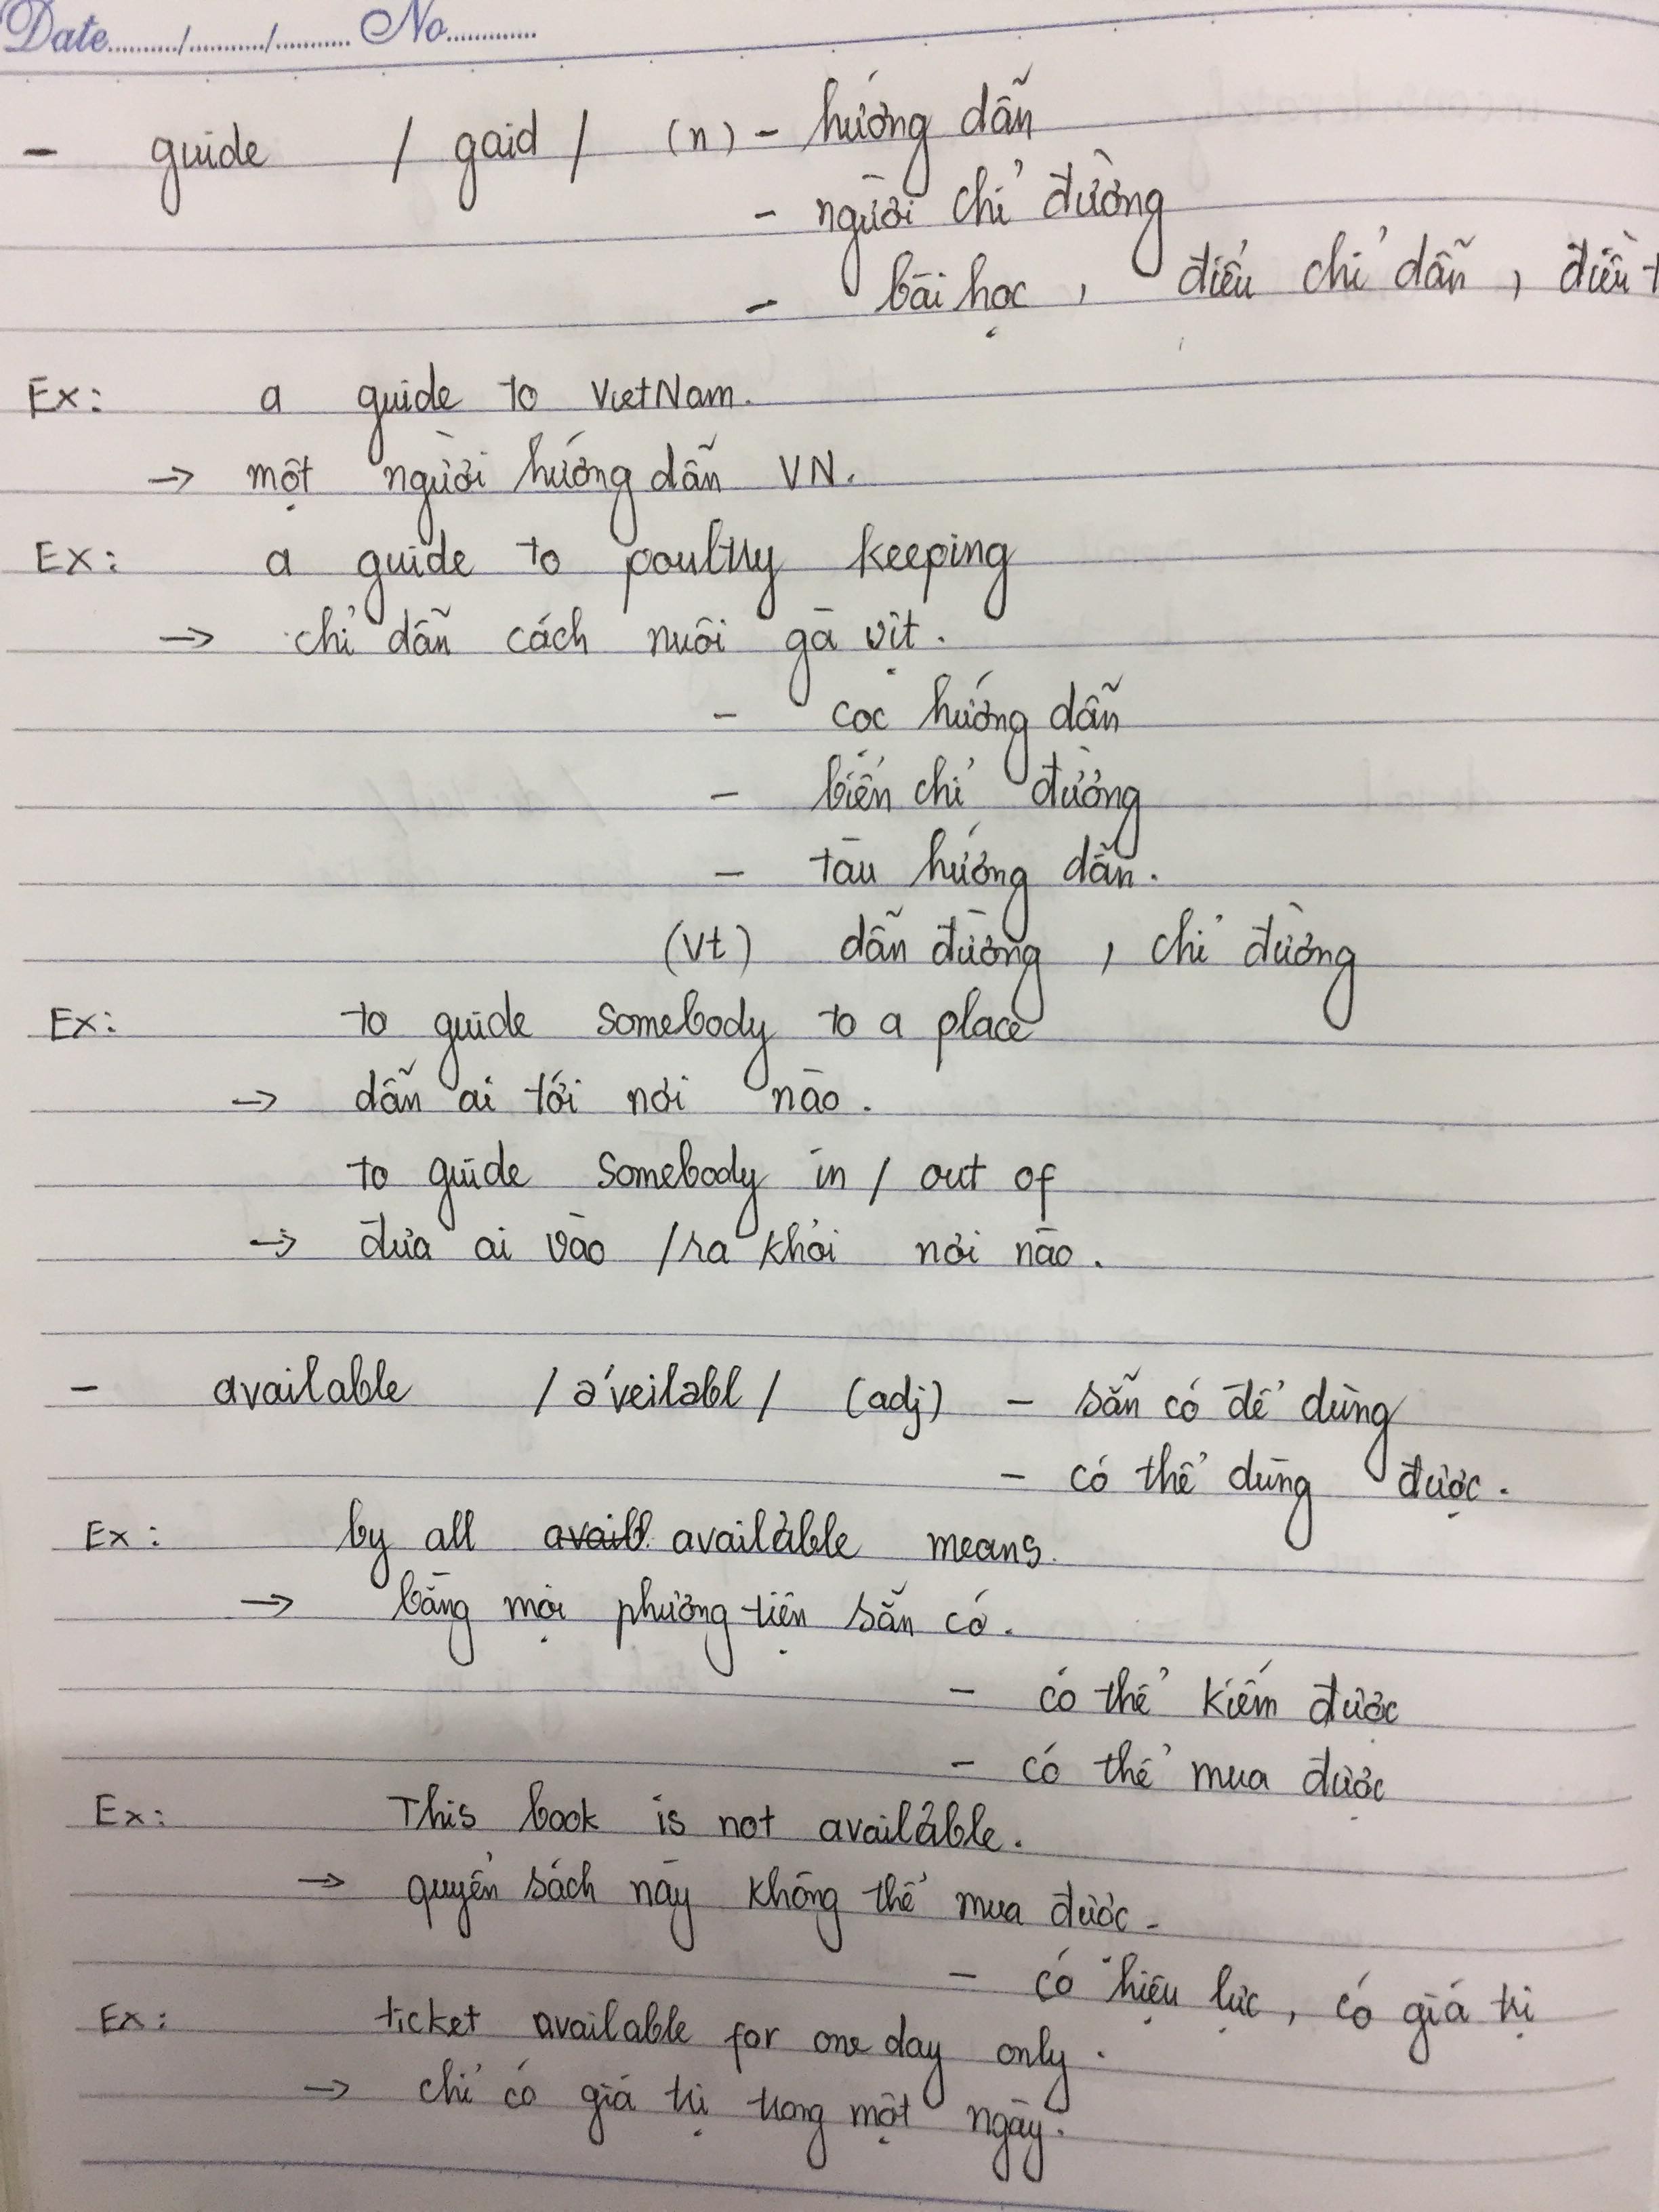 Date........../.........../........... No.............
- guide / gaid / (n) - hướng dẫn
- người chỉ đường
- bài học, điều chỉ dẫn, điều
Ex: a guide to VietNam.
→ một người hướng dẫn VN.
Ex: a guide to poultry keeping
→ chỉ dẫn cách nuôi gà vịt.
- cọc hướng dẫn
- biển chỉ đường
- tàu hướng dẫn.
(vt) dẫn đường, chỉ đường
Ex: to guide somebody to a place
→ dẫn ai tới nơi nào.
to guide somebody in / out of
→ đưa ai vào / ra khỏi nơi nào.
- available / ə'veiləbl / (adj) - sẵn có để dùng
- có thể dùng được.
Ex: by all availb. available means.
→ bằng mọi phương tiện sẵn có.
- có thể kiếm được
- có thể mua được
Ex: This book is not available.
→ quyển sách này không thể mua được.
- có hiệu lực, có giá trị
Ex: ticket available for one day only.
→ chỉ có giá trị trong một ngày.